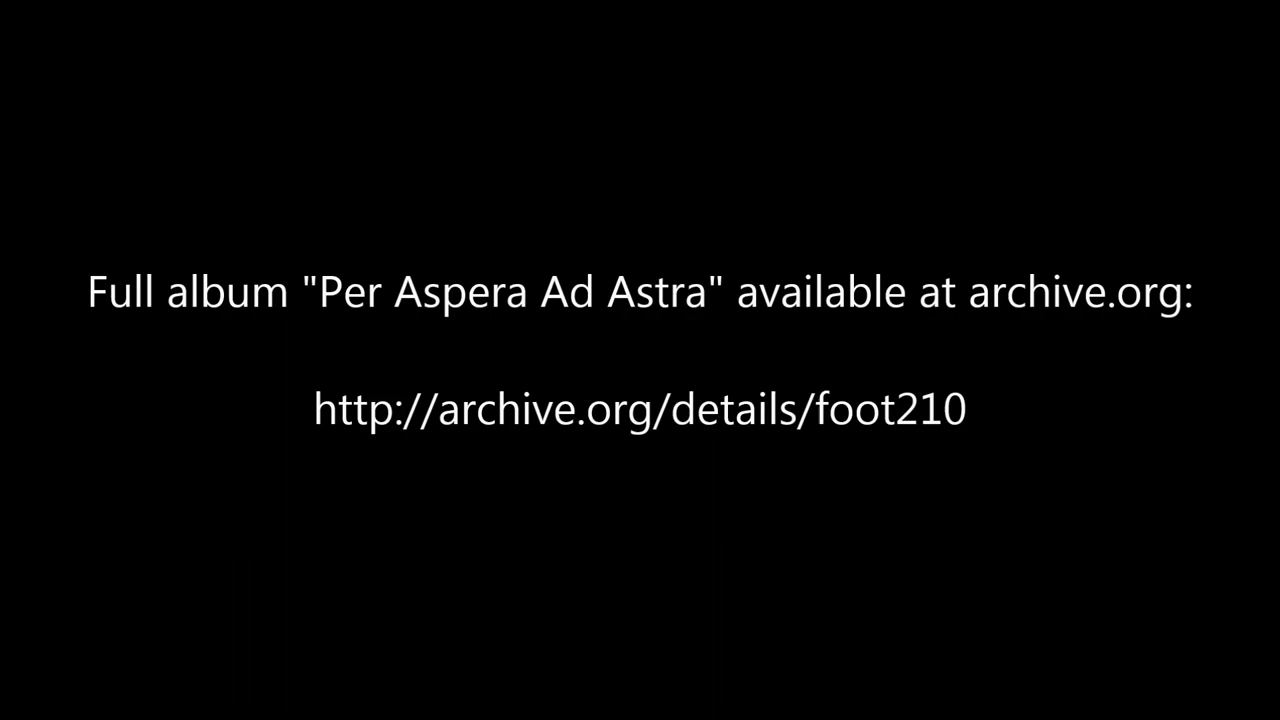 Full album "Per Aspera Ad Astra" available at archive.org:
http://archive.org/details/foot210